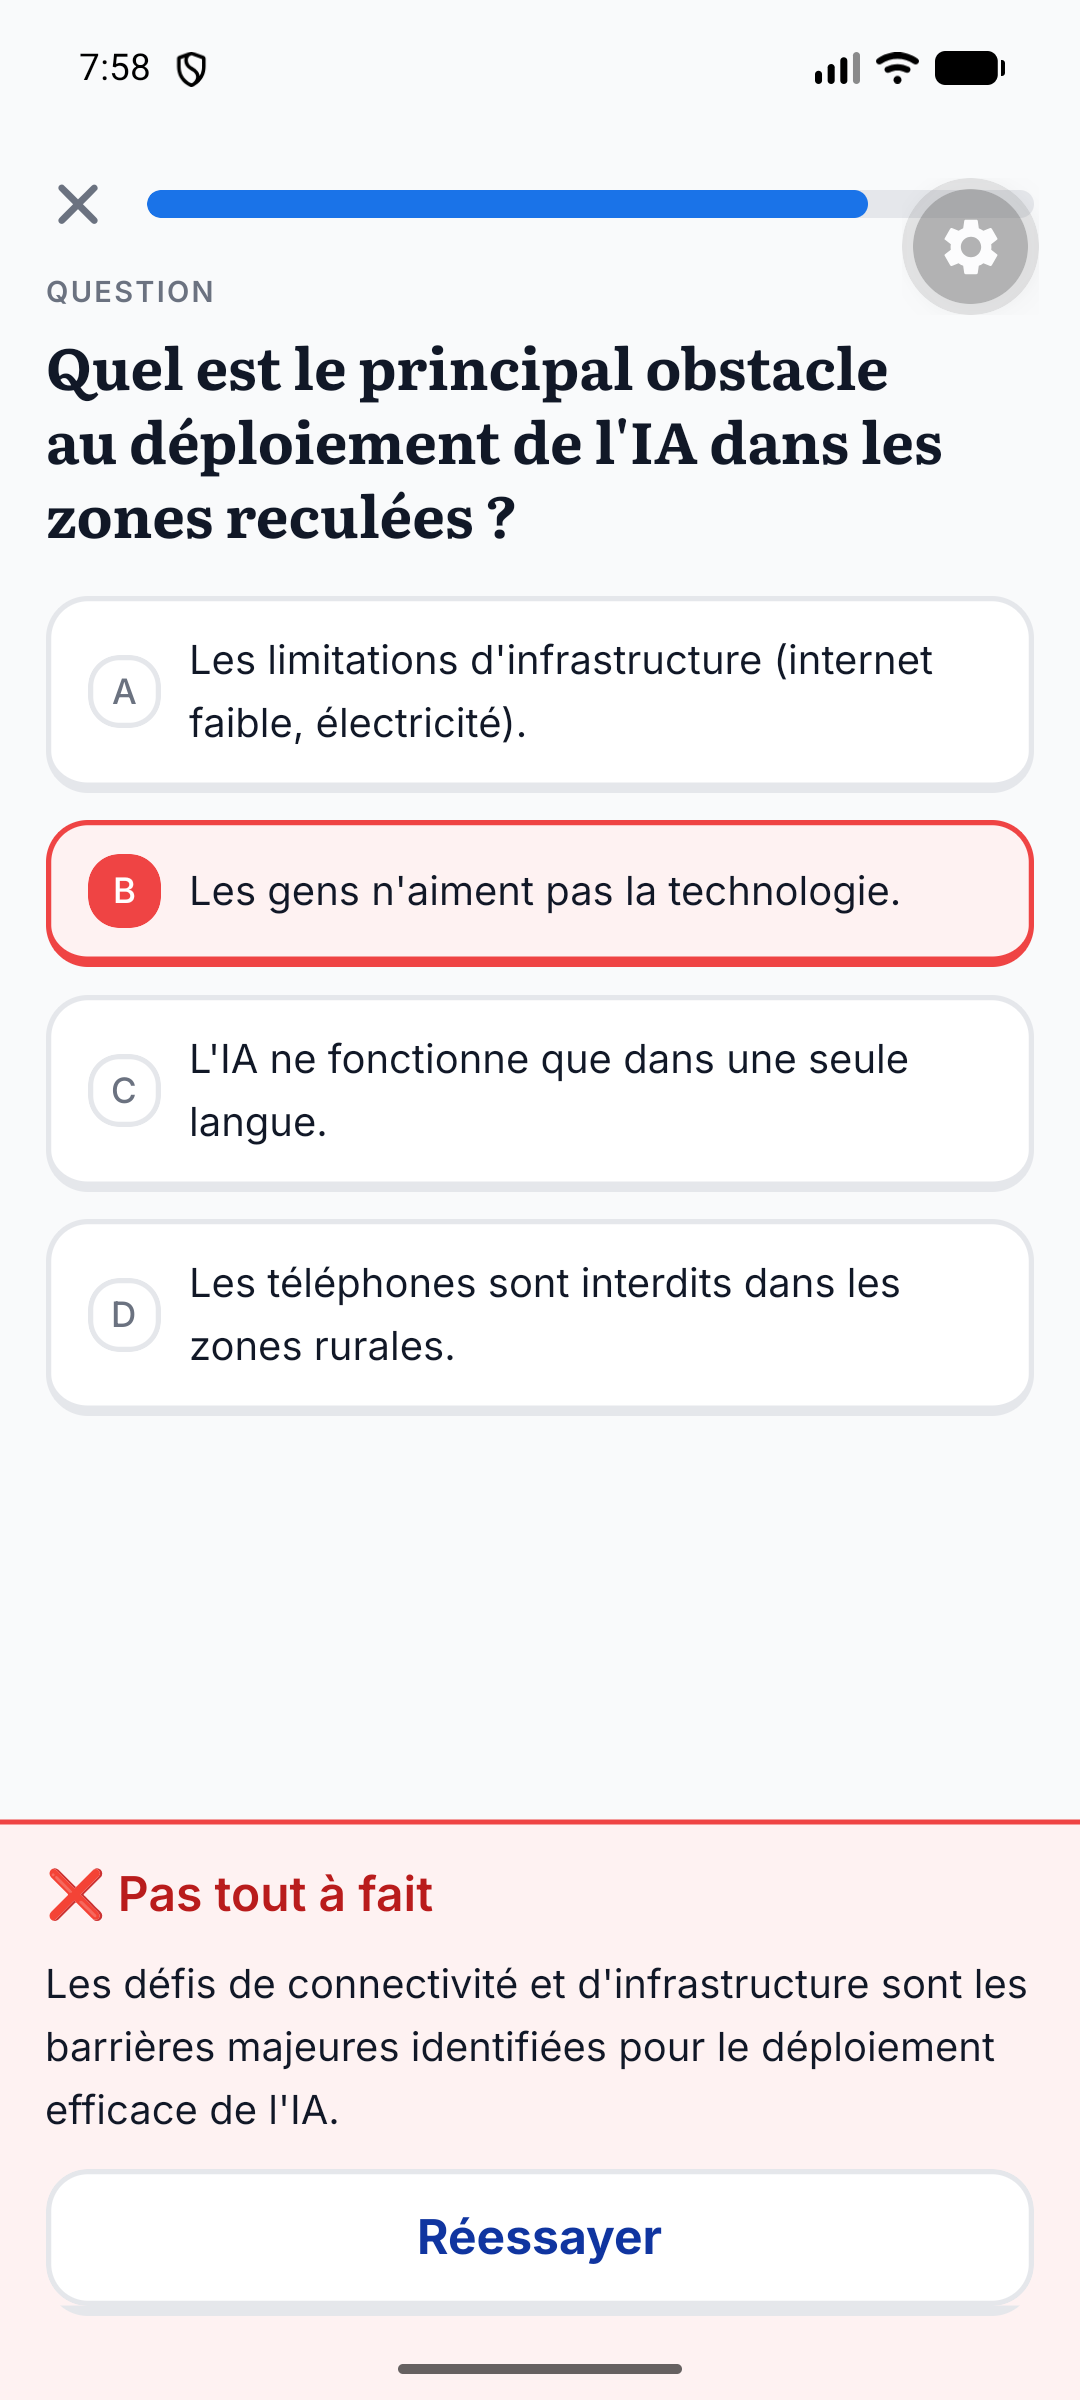 7:58
QUESTION
Quel est le principal obstacle
au déploiement de l'IA dans les
zones reculées ?
A
Les limitations d'infrastructure (internet
faible, électricité).
B
Les gens n'aiment pas la technologie.
C
L'IA ne fonctionne que dans une seule
langue.
D
Les téléphones sont interdits dans les
zones rurales.
❌ Pas tout à fait
Les défis de connectivité et d'infrastructure sont les
barrières majeures identifiées pour le déploiement
efficace de l'IA.
Réessayer